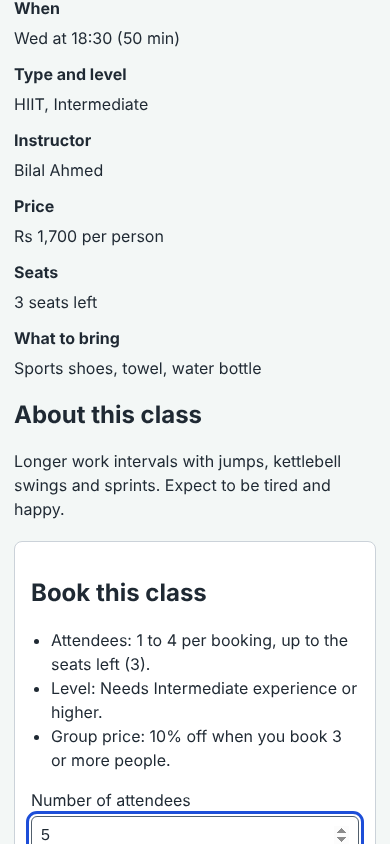 When
Wed at 18:30 (50 min)
Type and level
HIIT, Intermediate
Instructor
Bilal Ahmed
Price
Rs 1,700 per person
Seats
3 seats left
What to bring
Sports shoes, towel, water bottle
About this class
Longer work intervals with jumps, kettlebell
swings and sprints. Expect to be tired and
happy.
Book this class
• Attendees: 1 to 4 per booking, up to the
seats left (3).
• Level: Needs Intermediate experience or
higher.
• Group price: 10% off when you book 3
or more people.
Number of attendees
5